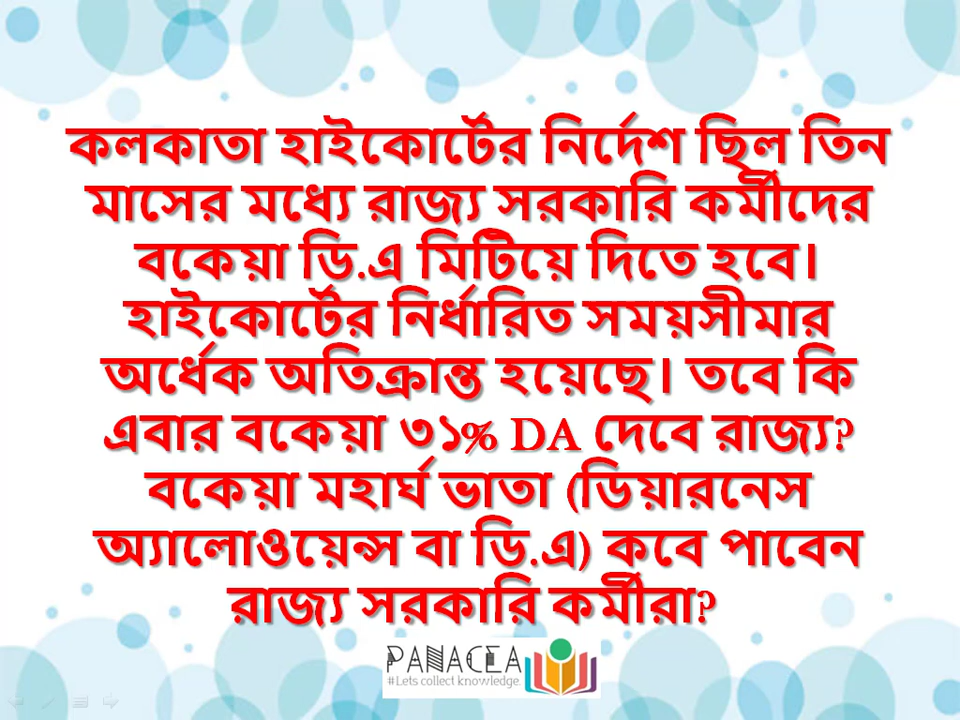 কলকাতা হাইকোর্টের নির্দেশ ছিল তিন
মাসের মধ্যে রাজ্য সরকারি কর্মীদের
বকেয়া ডি.এ মিটিয়ে দিতে হবে।
হাইকোর্টের নির্ধারিত সময়সীমার
অর্ধেক অতিক্রান্ত হয়েছে। তবে কি
এবার বকেয়া ৩১% DA দেবে রাজ্য?
বকেয়া মহার্ঘ ভাতা (ডিয়ারনেস
অ্যালোওয়েন্স বা ডি.এ) কবে পাবেন
রাজ্য সরকারি কর্মীরা?
PANACEA
#Lets collect knowledge